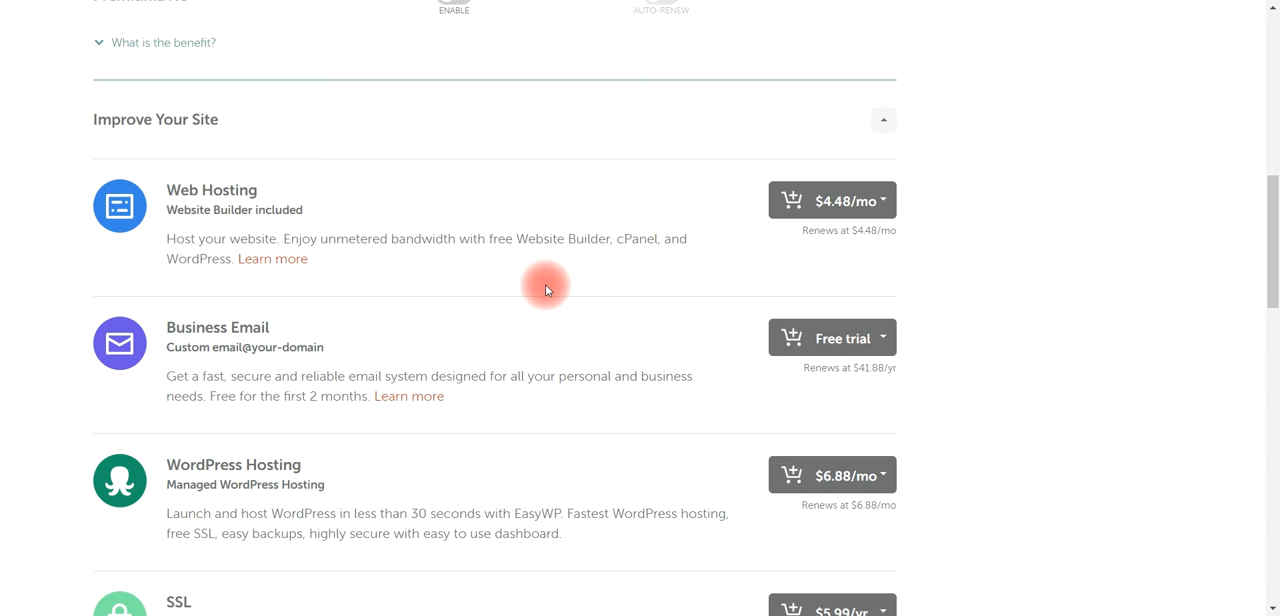 ENABLE
AUTO-RENEW
What is the benefit?
Improve Your Site
Web Hosting
Website Builder included
$4.48/mo
Renews at $4.48/mo
Host your website. Enjoy unmetered bandwidth with free Website Builder, cPanel, and
WordPress. Learn more
Business Email
Custom email@your-domain
Free trial
Renews at $41.88/yr
Get a fast, secure and reliable email system designed for all your personal and business
needs. Free for the first 2 months. Learn more
WordPress Hosting
Managed WordPress Hosting
$6.88/mo
Renews at $6.88/mo
Launch and host WordPress in less than 30 seconds with EasyWP. Fastest WordPress hosting,
free SSL, easy backups, highly secure with easy to use dashboard.
SSL
$5.99/yr